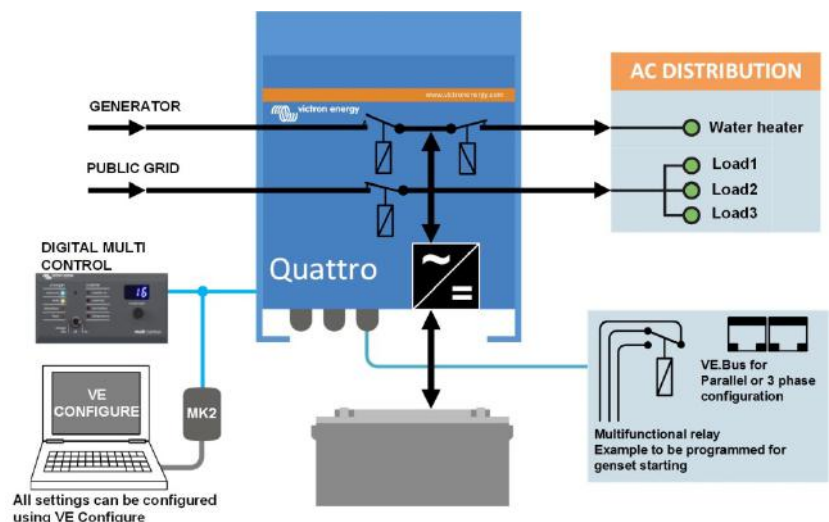 GENERATOR
PUBLIC GRID
www.victronenergy.com
victron energy
Quattro
AC DISTRIBUTION
Water heater
Load1
Load2
Load3
DIGITAL MULTI
CONTROL
16
VE
CONFIGURE
MK2
All settings can be configured
using VE Configure
VE.Bus for
Parallel or 3 phase
configuration
Multifunctional relay
Example to be programmed for
genset starting